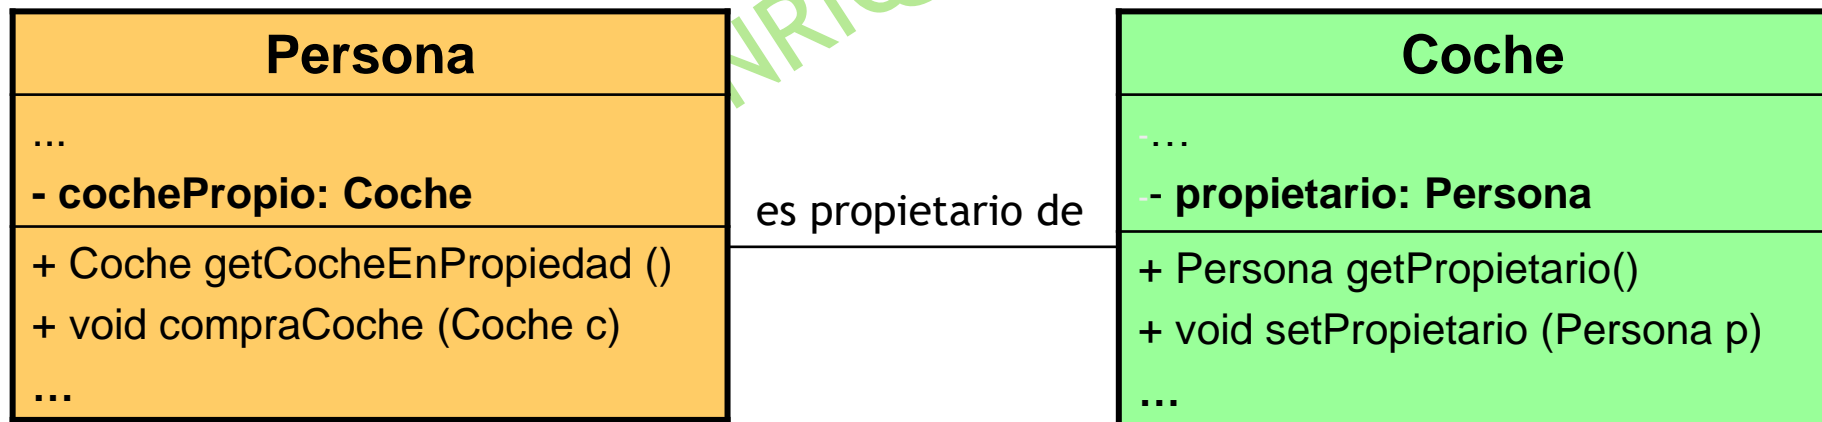 Persona
...
- cochePropio: Coche
+ Coche getCocheEnPropiedad ()
+ void compraCoche (Coche c)
...
es propietario de
Coche
-...
-- propietario: Persona
+ Persona getPropietario()
+ void setPropietario (Persona p)
...